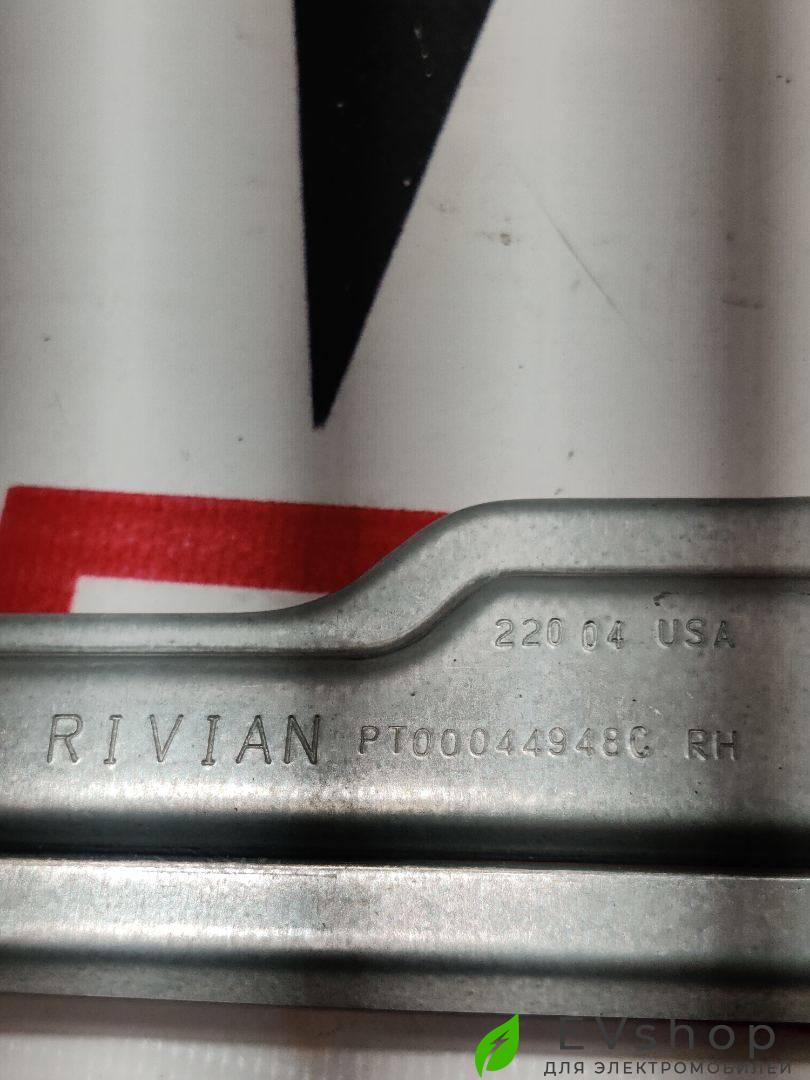 220 04 USA
RIVIAN PT00044948C RH
EVshop
ДЛЯ ЭЛЕКТРОМОБИЛЕЙ